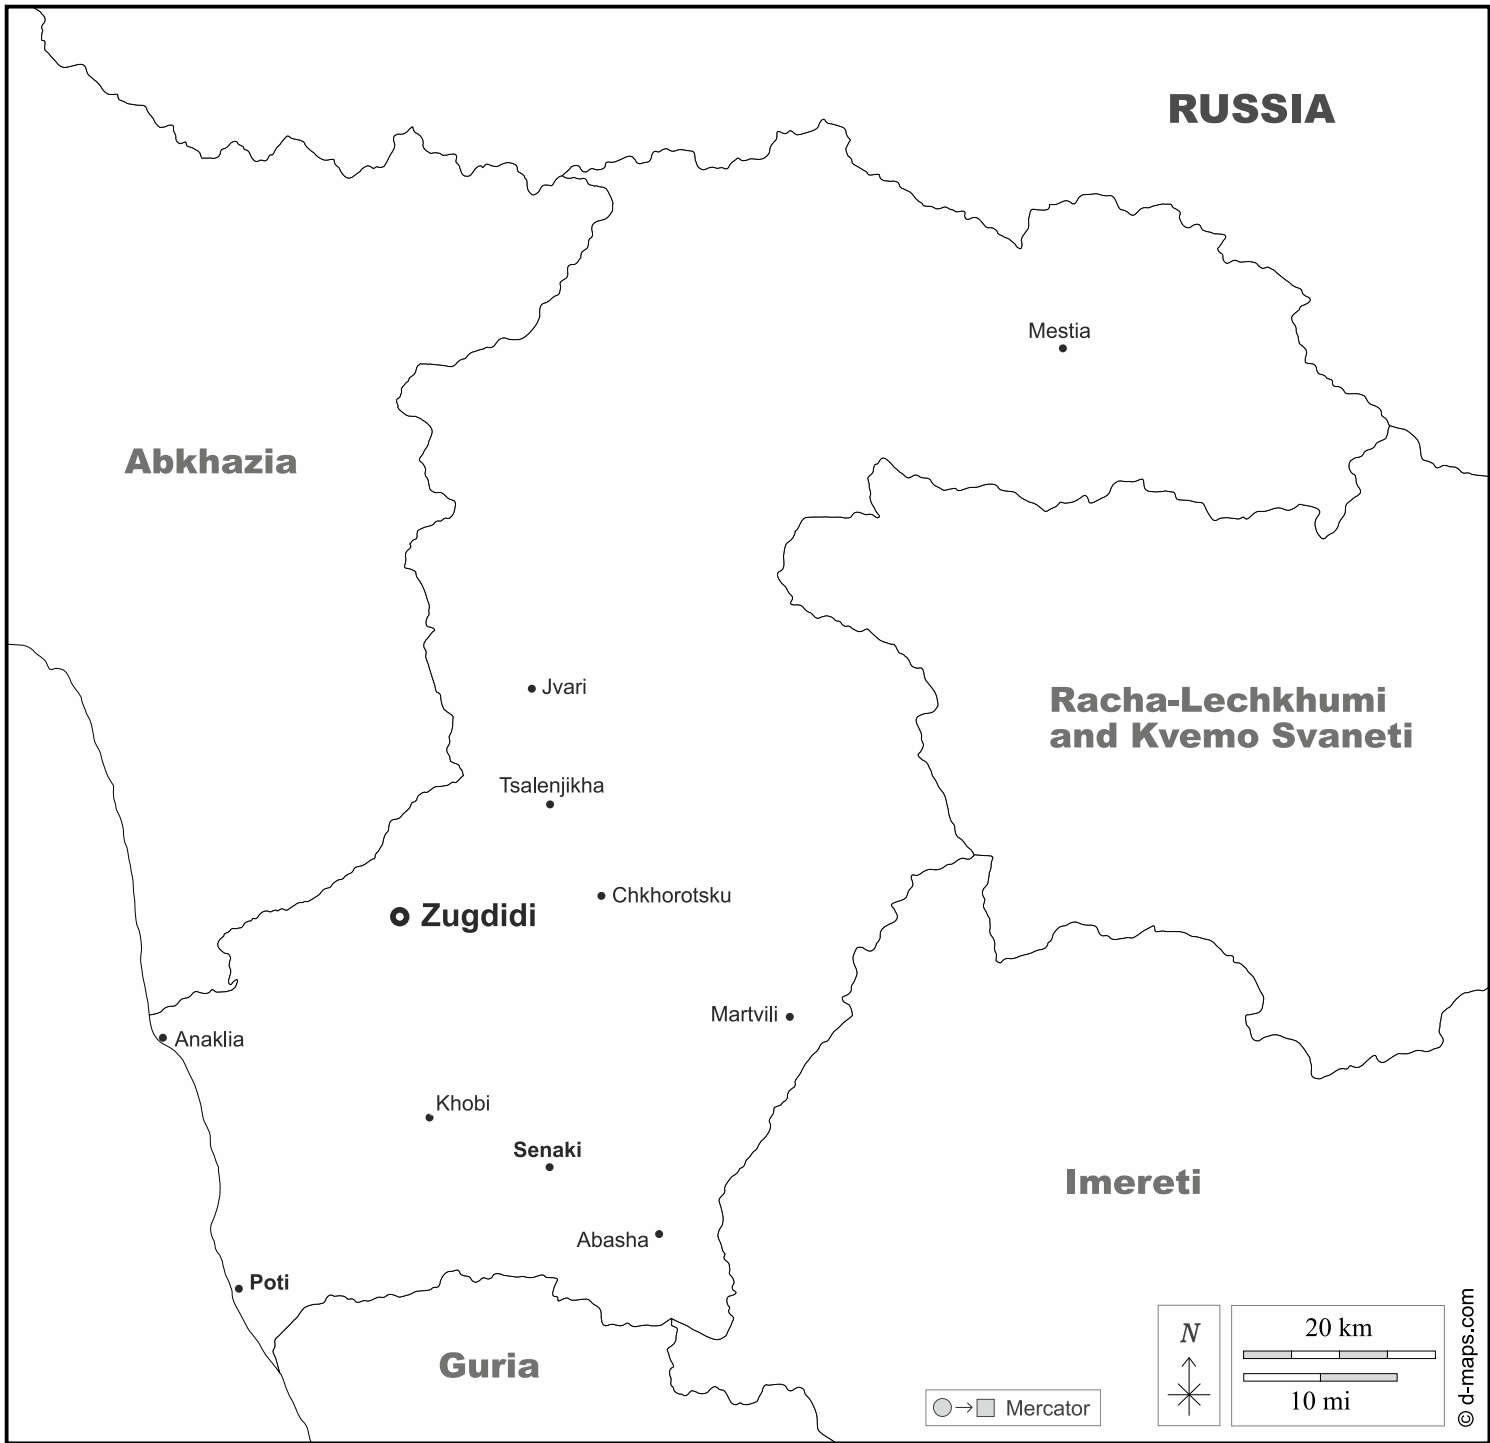 RUSSIA
Mestia
Abkhazia
Jvari
Racha-Lechkhumi
and Kvemo Svaneti
Tsalenjikha
Chkhorotsku
Zugdidi
Martvili
Anaklia
Khobi
Senaki
Imereti
Abasha
Poti
Guria
N
20 km
10 mi
Mercator
© d-maps.com